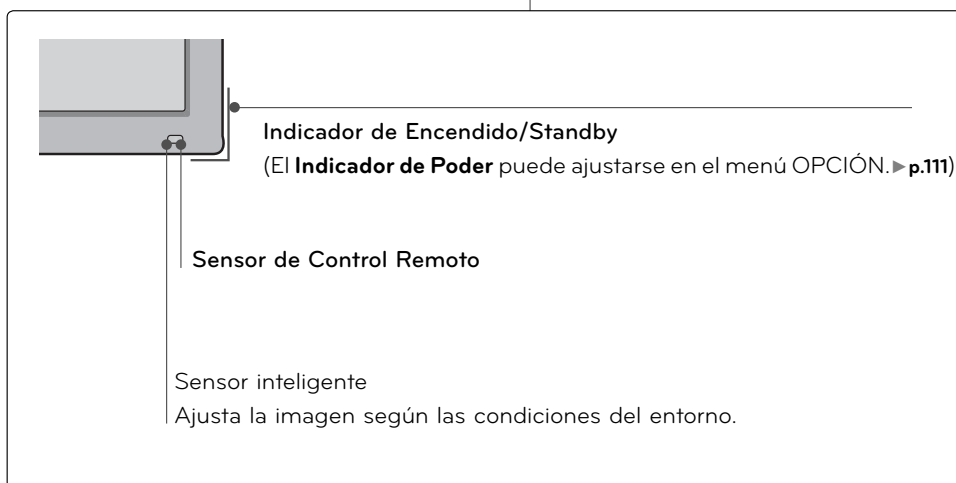 Indicador de Encendido/Standby
(El Indicador de Poder puede ajustarse en el menú OPCIÓN.►p.111)
Sensor de Control Remoto
Sensor inteligente
Ajusta la imagen según las condiciones del entorno.